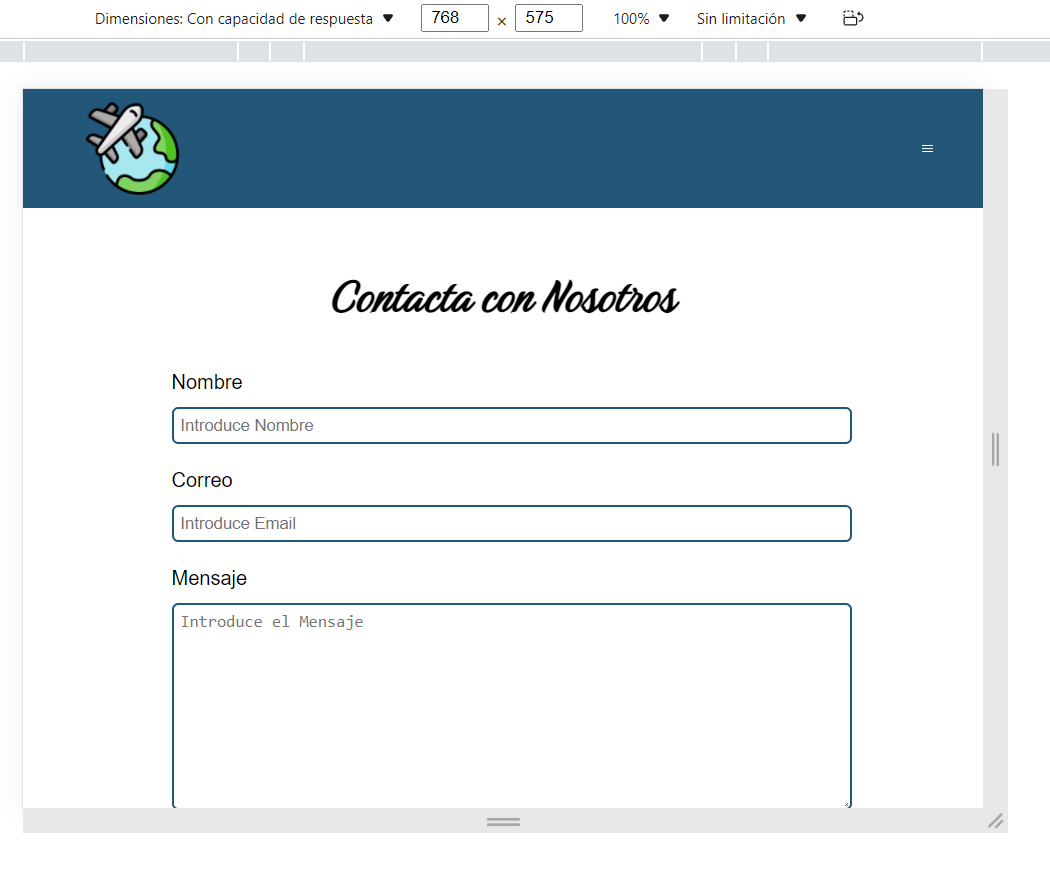 Dimensiones: Con capacidad de respuesta 768 × 575 100% Sin limitación
Contacta con Nosotros
Nombre
Introduce Nombre
Correo
Introduce Email
Mensaje
Introduce el Mensaje